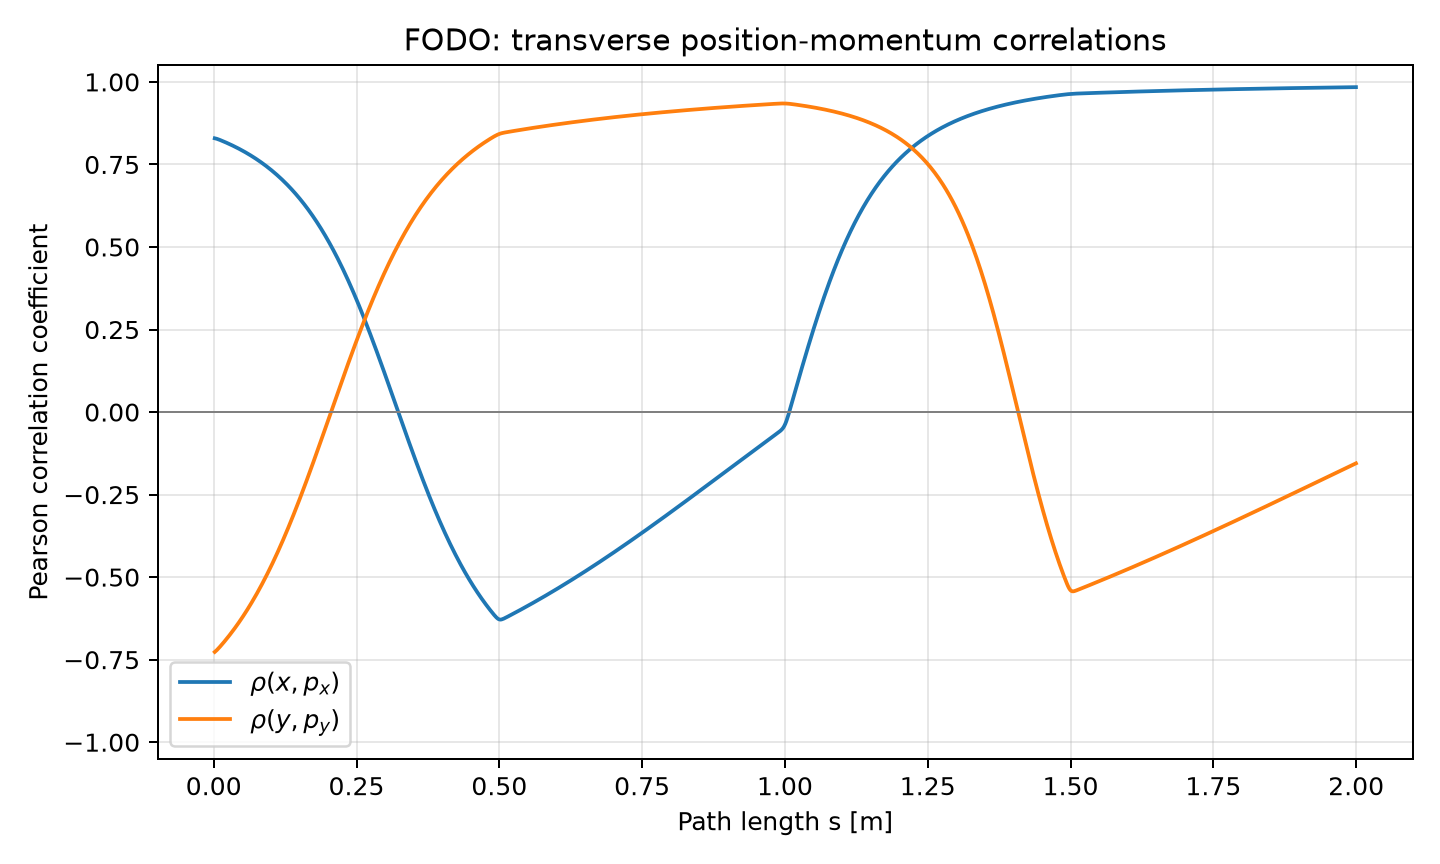 FODO: transverse position-momentum correlations
Pearson correlation coefficient
1.00
0.75
0.50
0.25
0.00
−0.25
−0.50
−0.75
−1.00
ρ(x, pₓ)
ρ(y, p_y)
0.00 0.25 0.50 0.75 1.00 1.25 1.50 1.75 2.00
Path length s [m]